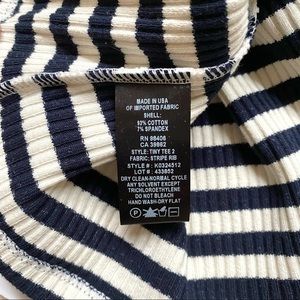 MADE IN USA
OF IMPORTED FABRIC
SHELL:
93% COTTON
7% SPANDEX
RN 98406
CA 39882
STYLE: TINY TEE 2
FABRIC: STRIPE RIB
STYLE #: K0324512
LOT #: 433852
DRY CLEAN-NORMAL CYCLE
ANY SOLVENT EXCEPT
TRICHLOROETHYLENE
DO NOT BLEACH
HAND WASH-DRY FLAT
P